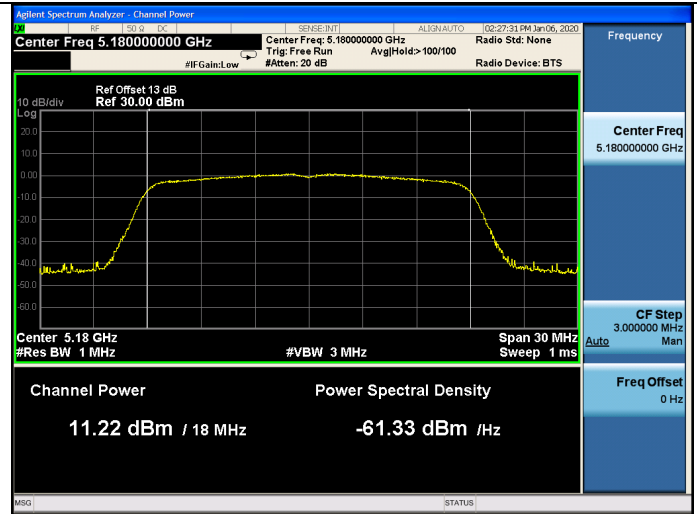 Agilent Spectrum Analyzer - Channel Power
LXI RF 50 Ω DC SENSE:INT ALIGN AUTO 02:27:31 PM Jan 06, 2020
Center Freq 5.180000000 GHz Center Freq: 5.180000000 GHz Radio Std: None Frequency
Trig: Free Run Avg|Hold:>100/100
#IFGain:Low #Atten: 20 dB Radio Device: BTS
Ref Offset 13 dB
10 dB/div Ref 30.00 dBm
Log
20.0
10.0
0.00
-10.0
-20.0
-30.0
-40.0
-50.0
-60.0
Center Freq
5.180000000 GHz
Center 5.18 GHz Span 30 MHz
#Res BW 1 MHz #VBW 3 MHz Sweep 1 ms
CF Step
3.000000 MHz
Auto Man
Channel Power Power Spectral Density
11.22 dBm / 18 MHz -61.33 dBm /Hz
Freq Offset
0 Hz
MSG STATUS